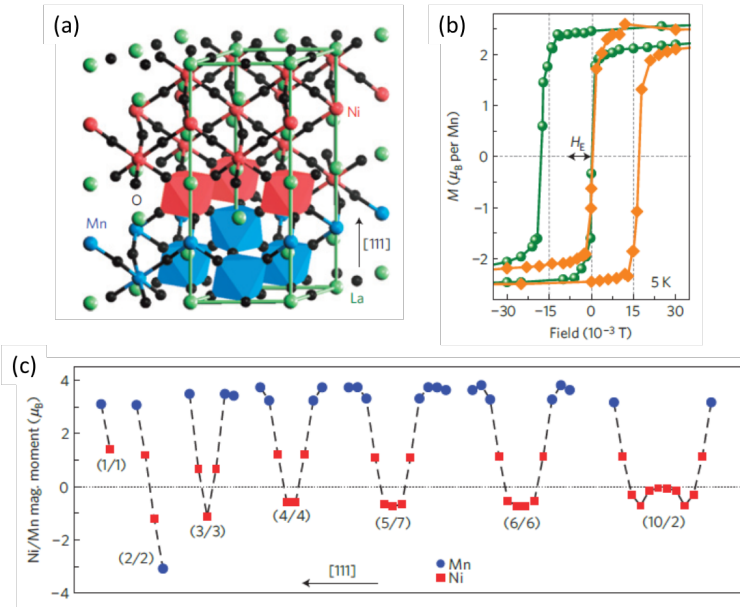 (a)
Ni
O
Mn
[111]
La
(b)
M (μB per Mn)
2
1
0
−1
−2
HE
5 K
−30
−15
0
15
30
Field (10⁻³ T)
(c)
Ni/Mn mag. moment (μB)
4
2
0
−2
−4
(1/1)
(2/2)
(3/3)
(4/4)
(5/7)
(6/6)
(10/2)
[111]
Mn
Ni